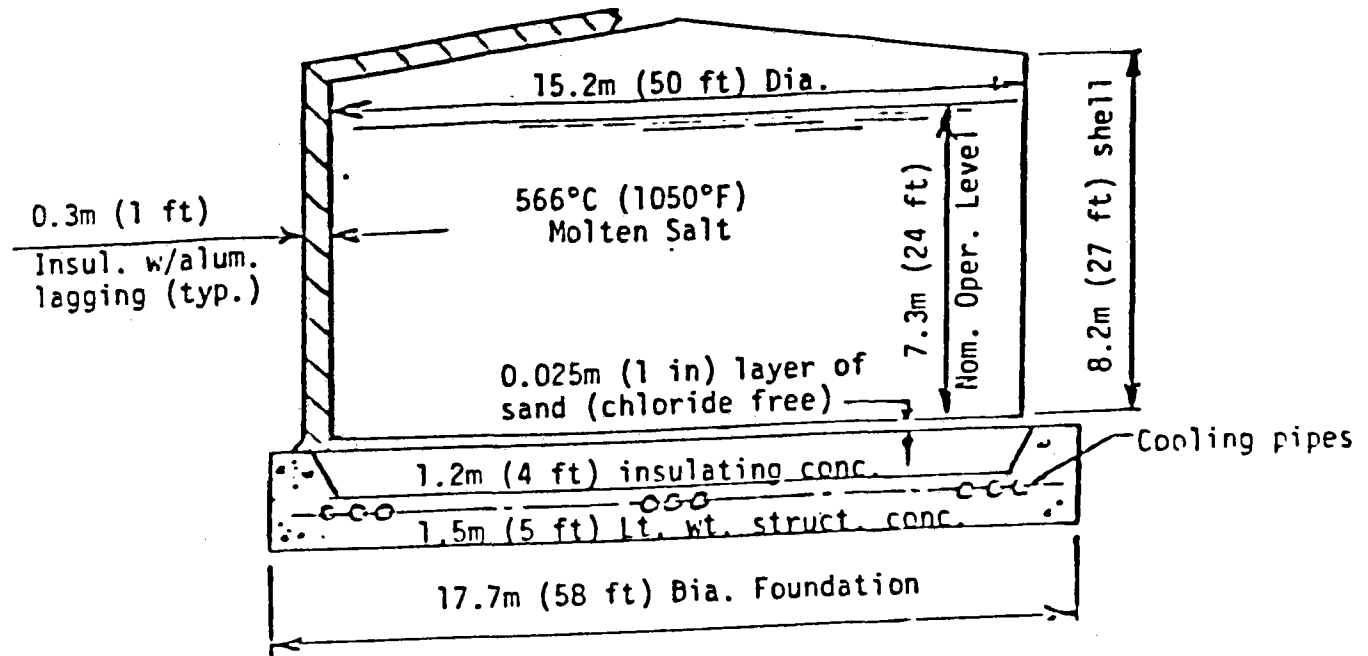 15.2m (50 ft) Dia.
8.2m (27 ft) shell
7.3m (24 ft)
Nom. Oper. Level
566°C (1050°F)
Molten Salt
0.3m (1 ft)
Insul. w/alum.
lagging (typ.)
0.025m (1 in) layer of
sand (chloride free)
Cooling pipes
1.2m (4 ft) insulating conc.
1.5m (5 ft) Lt. wt. struct. conc.
17.7m (58 ft) Dia. Foundation